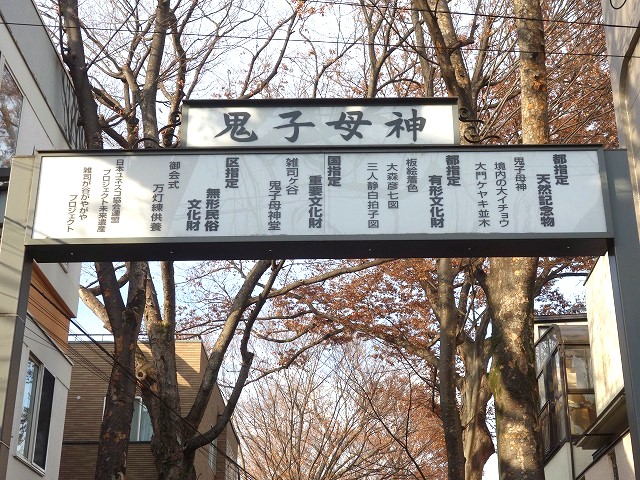 鬼子母神
都指定
天然記念物
鬼子母神
境内の大イチョウ
大門ケヤキ並木
都指定
有形文化財
板絵着色
大森彦七図
三人静白拍子図
国指定
重要文化財
雑司ケ谷
鬼子母神堂
区指定
無形民俗
文化財
御会式
万灯練供養
日本ユネスコ協会連盟
プロジェクト未来遺産
雑司が谷がやがや
プロジェクト